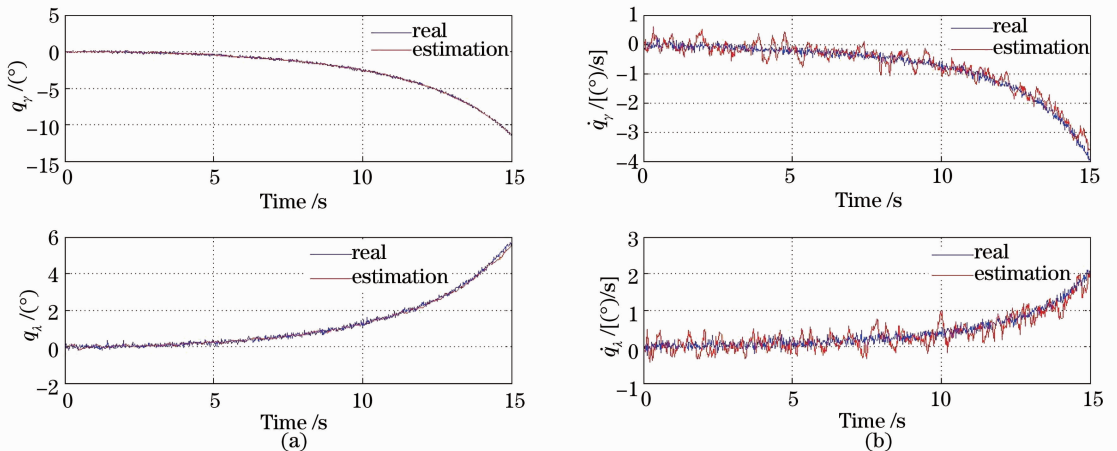 5
0
−5
−10
−15
q_γ /(°)
real
estimation
0 5 10 15
Time /s
1
0
−1
−2
−3
−4
q̇_γ /[(°)/s]
real
estimation
0 5 10 15
Time /s
6
4
2
0
−2
q_λ /(°)
real
estimation
0 5 10 15
Time /s
(a)
3
2
1
0
−1
q̇_λ /[(°)/s]
real
estimation
0 5 10 15
Time /s
(b)